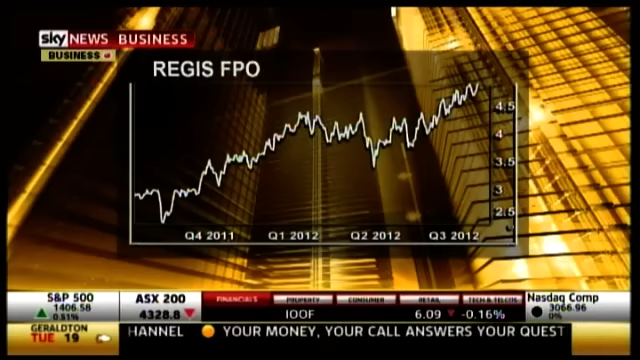 sky NEWS BUSINESS
BUSINESS
REGIS FPO
4.5
4
3.5
3
2.5
Q4 2011 Q1 2012 Q2 2012 Q3 2012
S&P 500 ASX 200 FINANCIALS PROPERTY CONSUMER RETAIL TECH & TELCOS Nasdaq Comp
1406.58 4328.8 IOOF 6.09 -0.16% 3066.96
0.51% 0%
GERALDTON
TUE 19
HANNEL YOUR MONEY, YOUR CALL ANSWERS YOUR QUEST